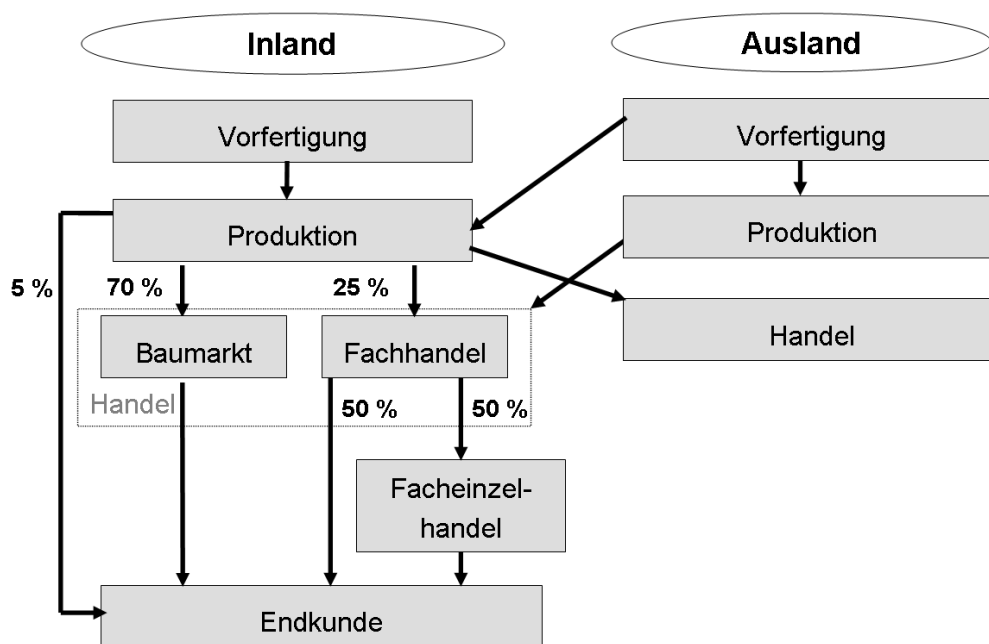 Inland
Ausland
Vorfertigung
Vorfertigung
Produktion
Produktion
5 %
70 %
25 %
Handel
Baumarkt
Fachhandel
Handel
50 %
50 %
Facheinzel-
handel
Endkunde